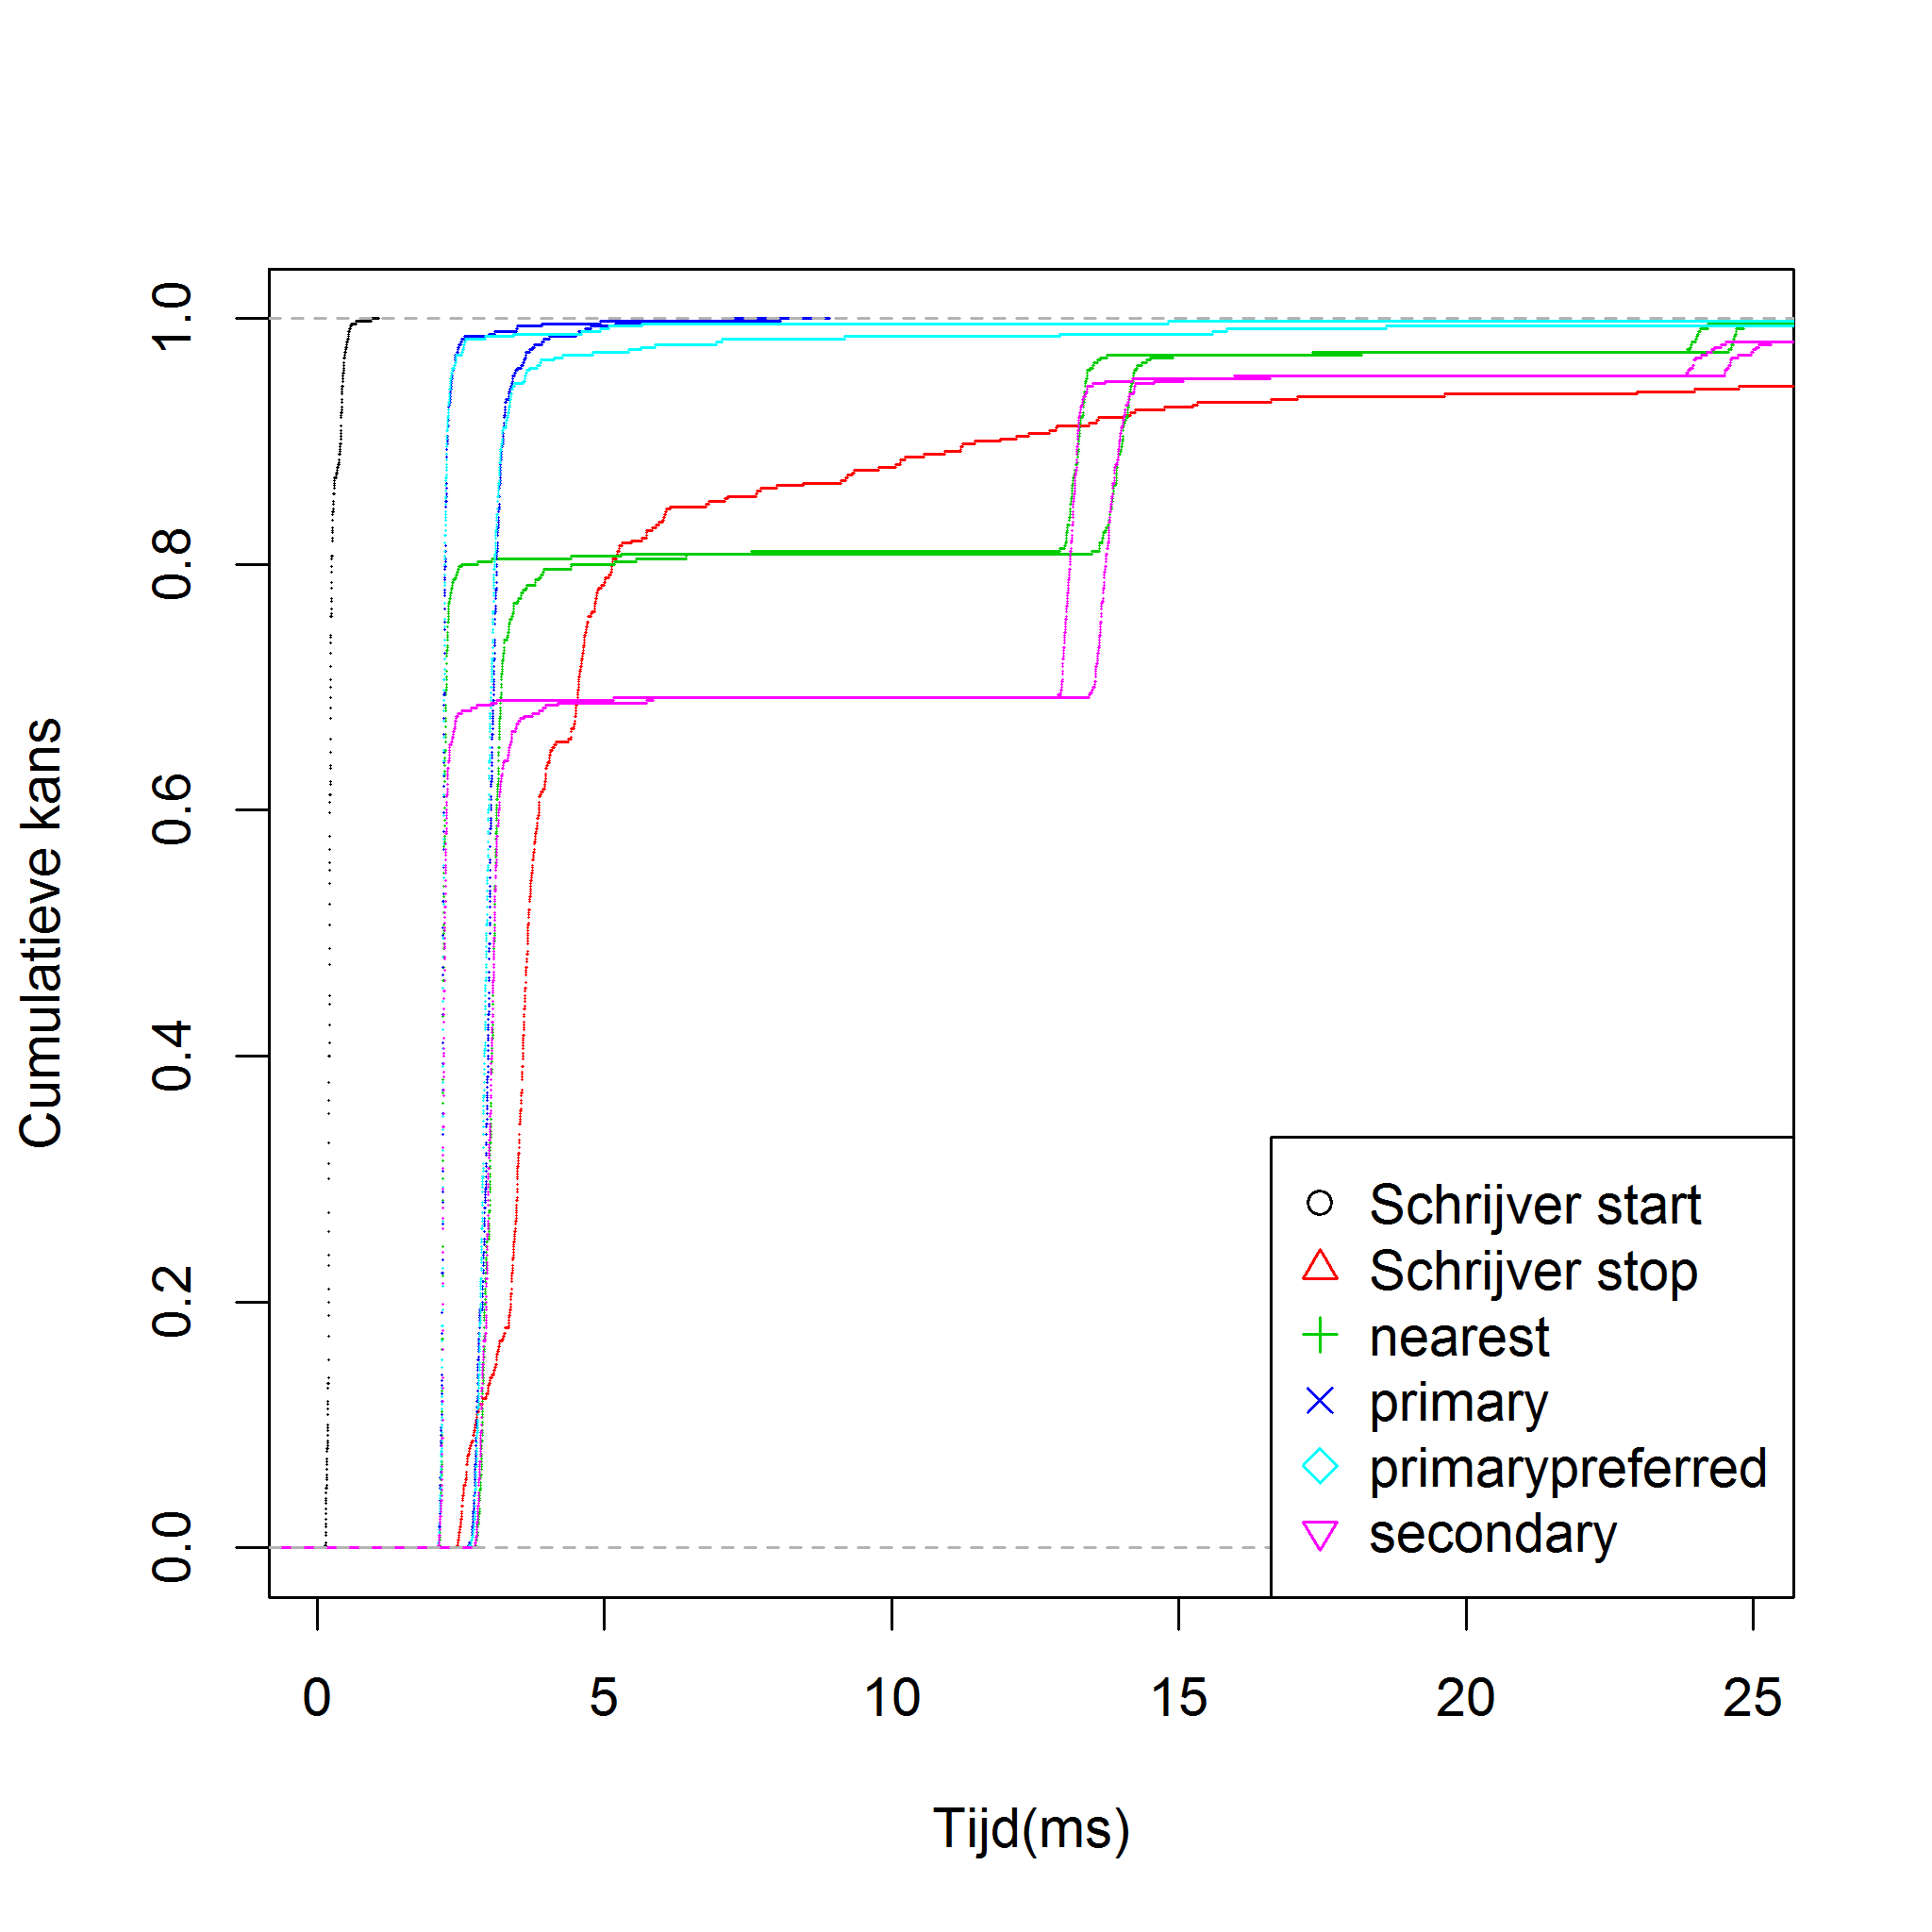 Cumulatieve kans
1.0
0.8
0.6
0.4
0.2
0.0
Schrijver start
Schrijver stop
nearest
primary
primarypreferred
secondary
0 5 10 15 20 25
Tijd(ms)